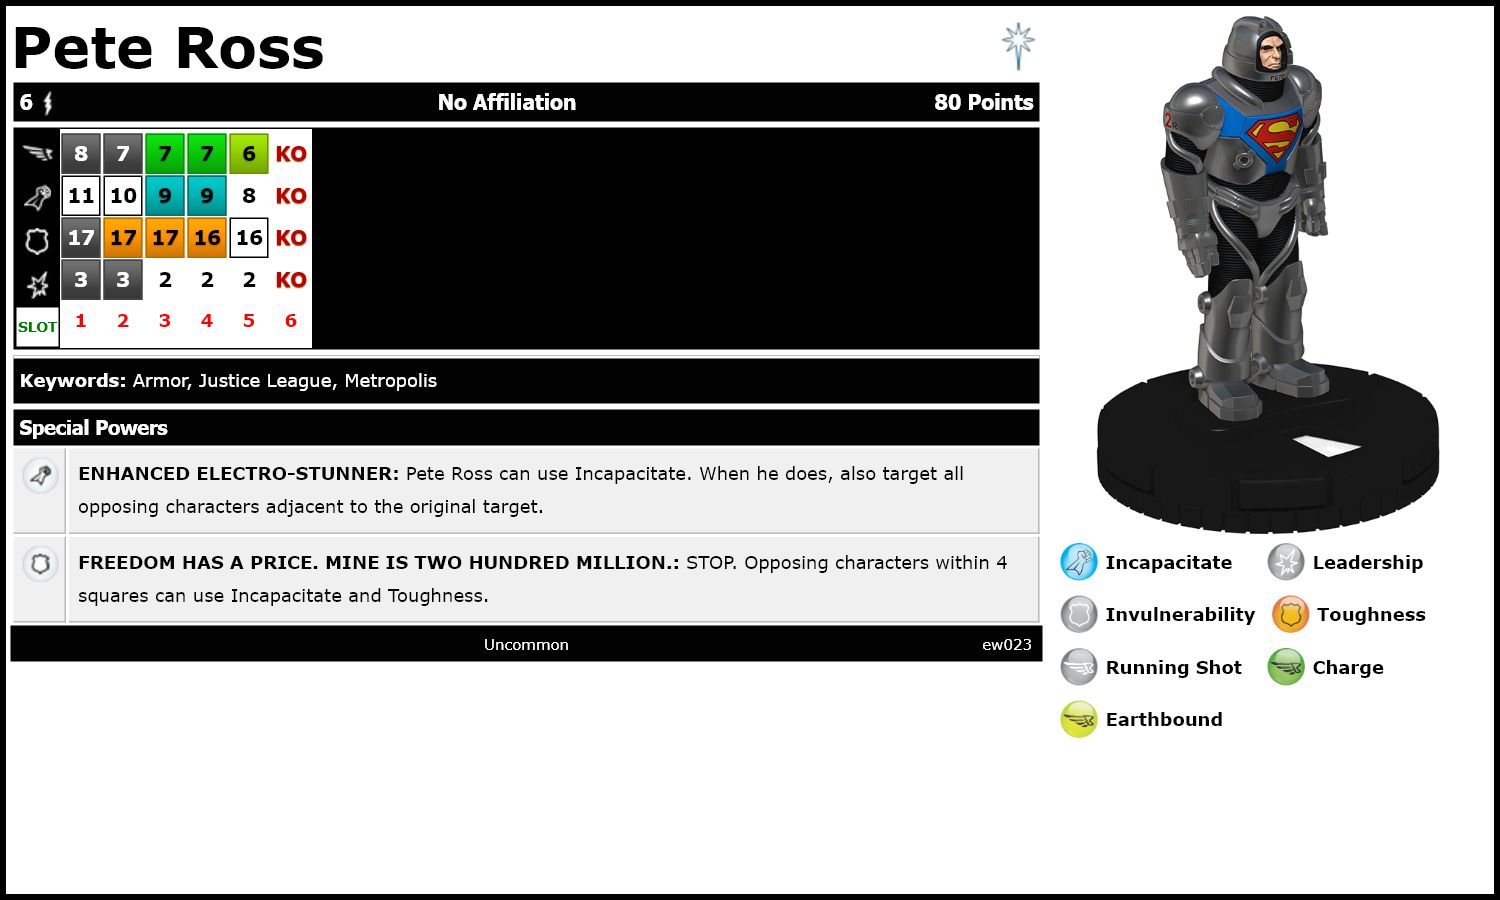 Pete Ross
6 No Affiliation 80 Points
8 7 7 7 6 KO
11 10 9 9 8 KO
17 17 17 16 16 KO
3 3 2 2 2 KO
SLOT 1 2 3 4 5 6
Keywords: Armor, Justice League, Metropolis
Special Powers
ENHANCED ELECTRO-STUNNER: Pete Ross can use Incapacitate. When he does, also target all
opposing characters adjacent to the original target.
FREEDOM HAS A PRICE. MINE IS TWO HUNDRED MILLION.: STOP. Opposing characters within 4
squares can use Incapacitate and Toughness.
Uncommon ew023
S
Incapacitate Leadership
Invulnerability Toughness
Running Shot Charge
Earthbound